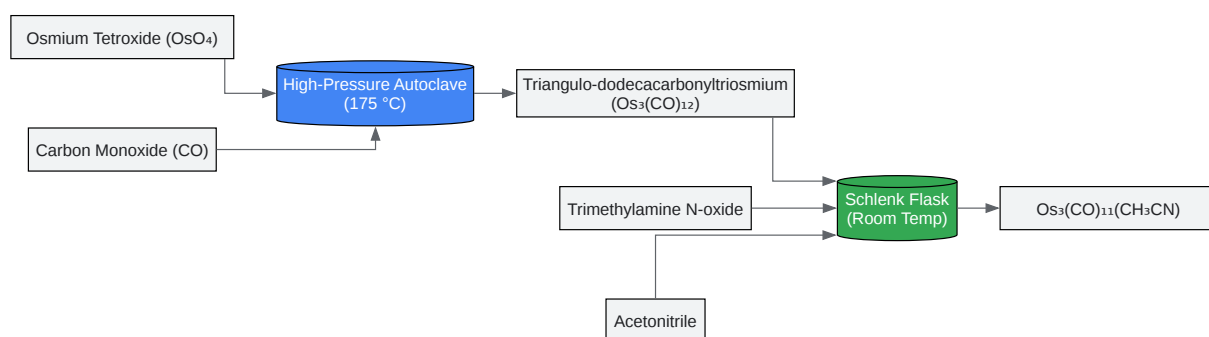 Osmium Tetroxide (OsO₄)
High-Pressure Autoclave
(175 °C)
Triangulo-dodecacarbonyltriosmium
(Os₃(CO)₁₂)
Carbon Monoxide (CO)
Trimethylamine N-oxide
Schlenk Flask
(Room Temp)
Os₃(CO)₁₁(CH₃CN)
Acetonitrile